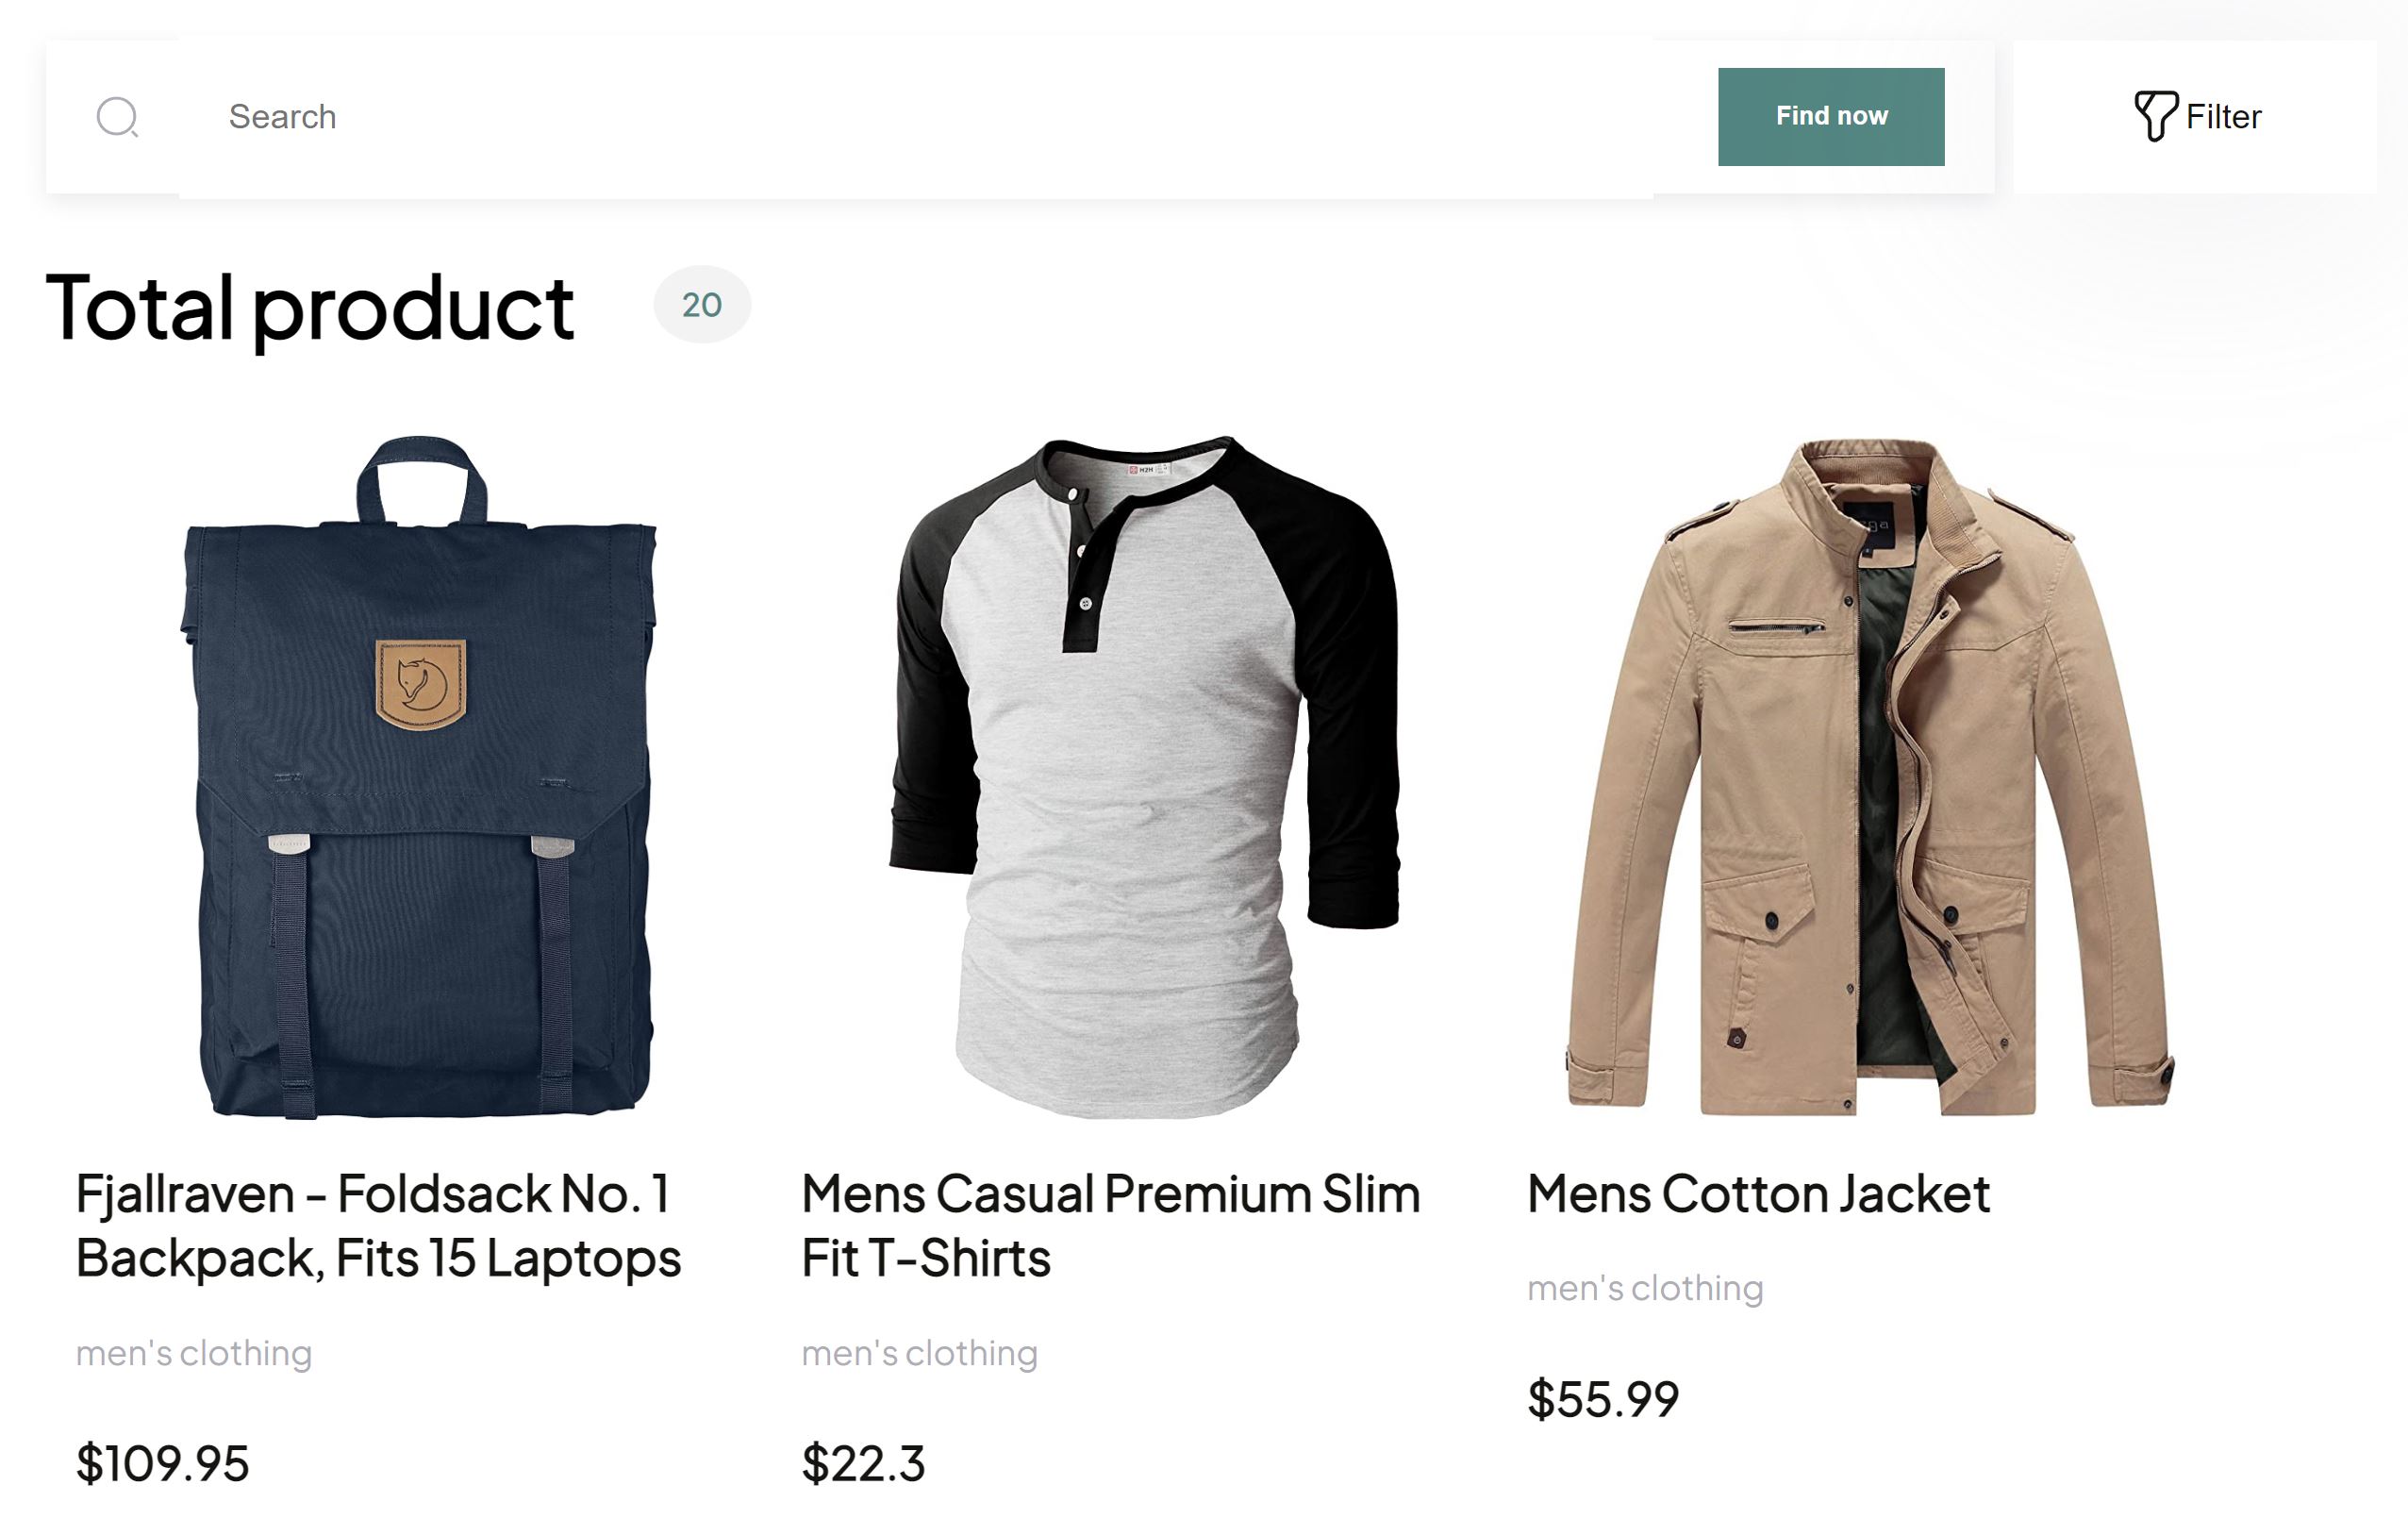 Search
Find now
Filter
Total product
20
H2H
Fjallraven - Foldsack No. 1
Backpack, Fits 15 Laptops
men's clothing
$109.95
Mens Casual Premium Slim
Fit T-Shirts
men's clothing
$22.3
Mens Cotton Jacket
men's clothing
$55.99